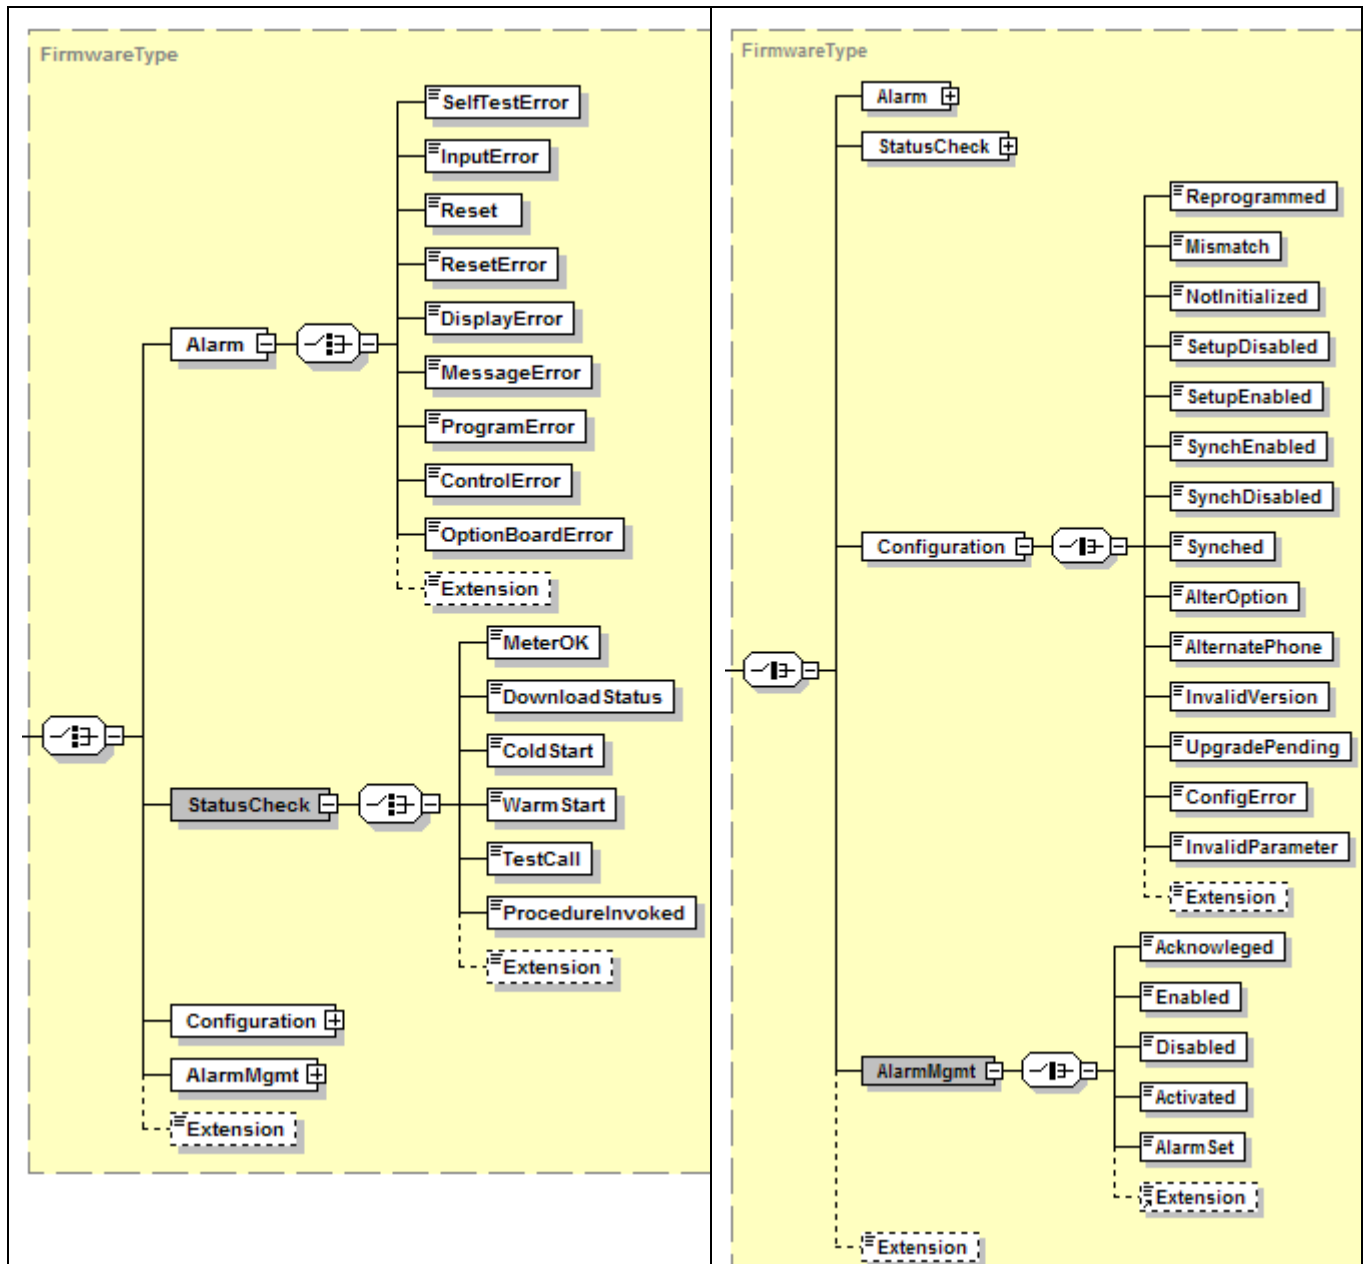 FirmwareType
SelfTestError
InputError
Reset
ResetError
DisplayError
Alarm
MessageError
ProgramError
ControlError
OptionBoardError
Extension
MeterOK
DownloadStatus
ColdStart
StatusCheck
WarmStart
TestCall
ProcedureInvoked
Extension
Configuration
AlarmMgmt
Extension
FirmwareType
Alarm
StatusCheck
Reprogrammed
Mismatch
NotInitialized
SetupDisabled
SetupEnabled
SynchEnabled
SynchDisabled
Configuration
Synched
AlterOption
AlternatePhone
InvalidVersion
UpgradePending
ConfigError
InvalidParameter
Extension
Acknowleged
Enabled
Disabled
AlarmMgmt
Activated
AlarmSet
Extension
Extension